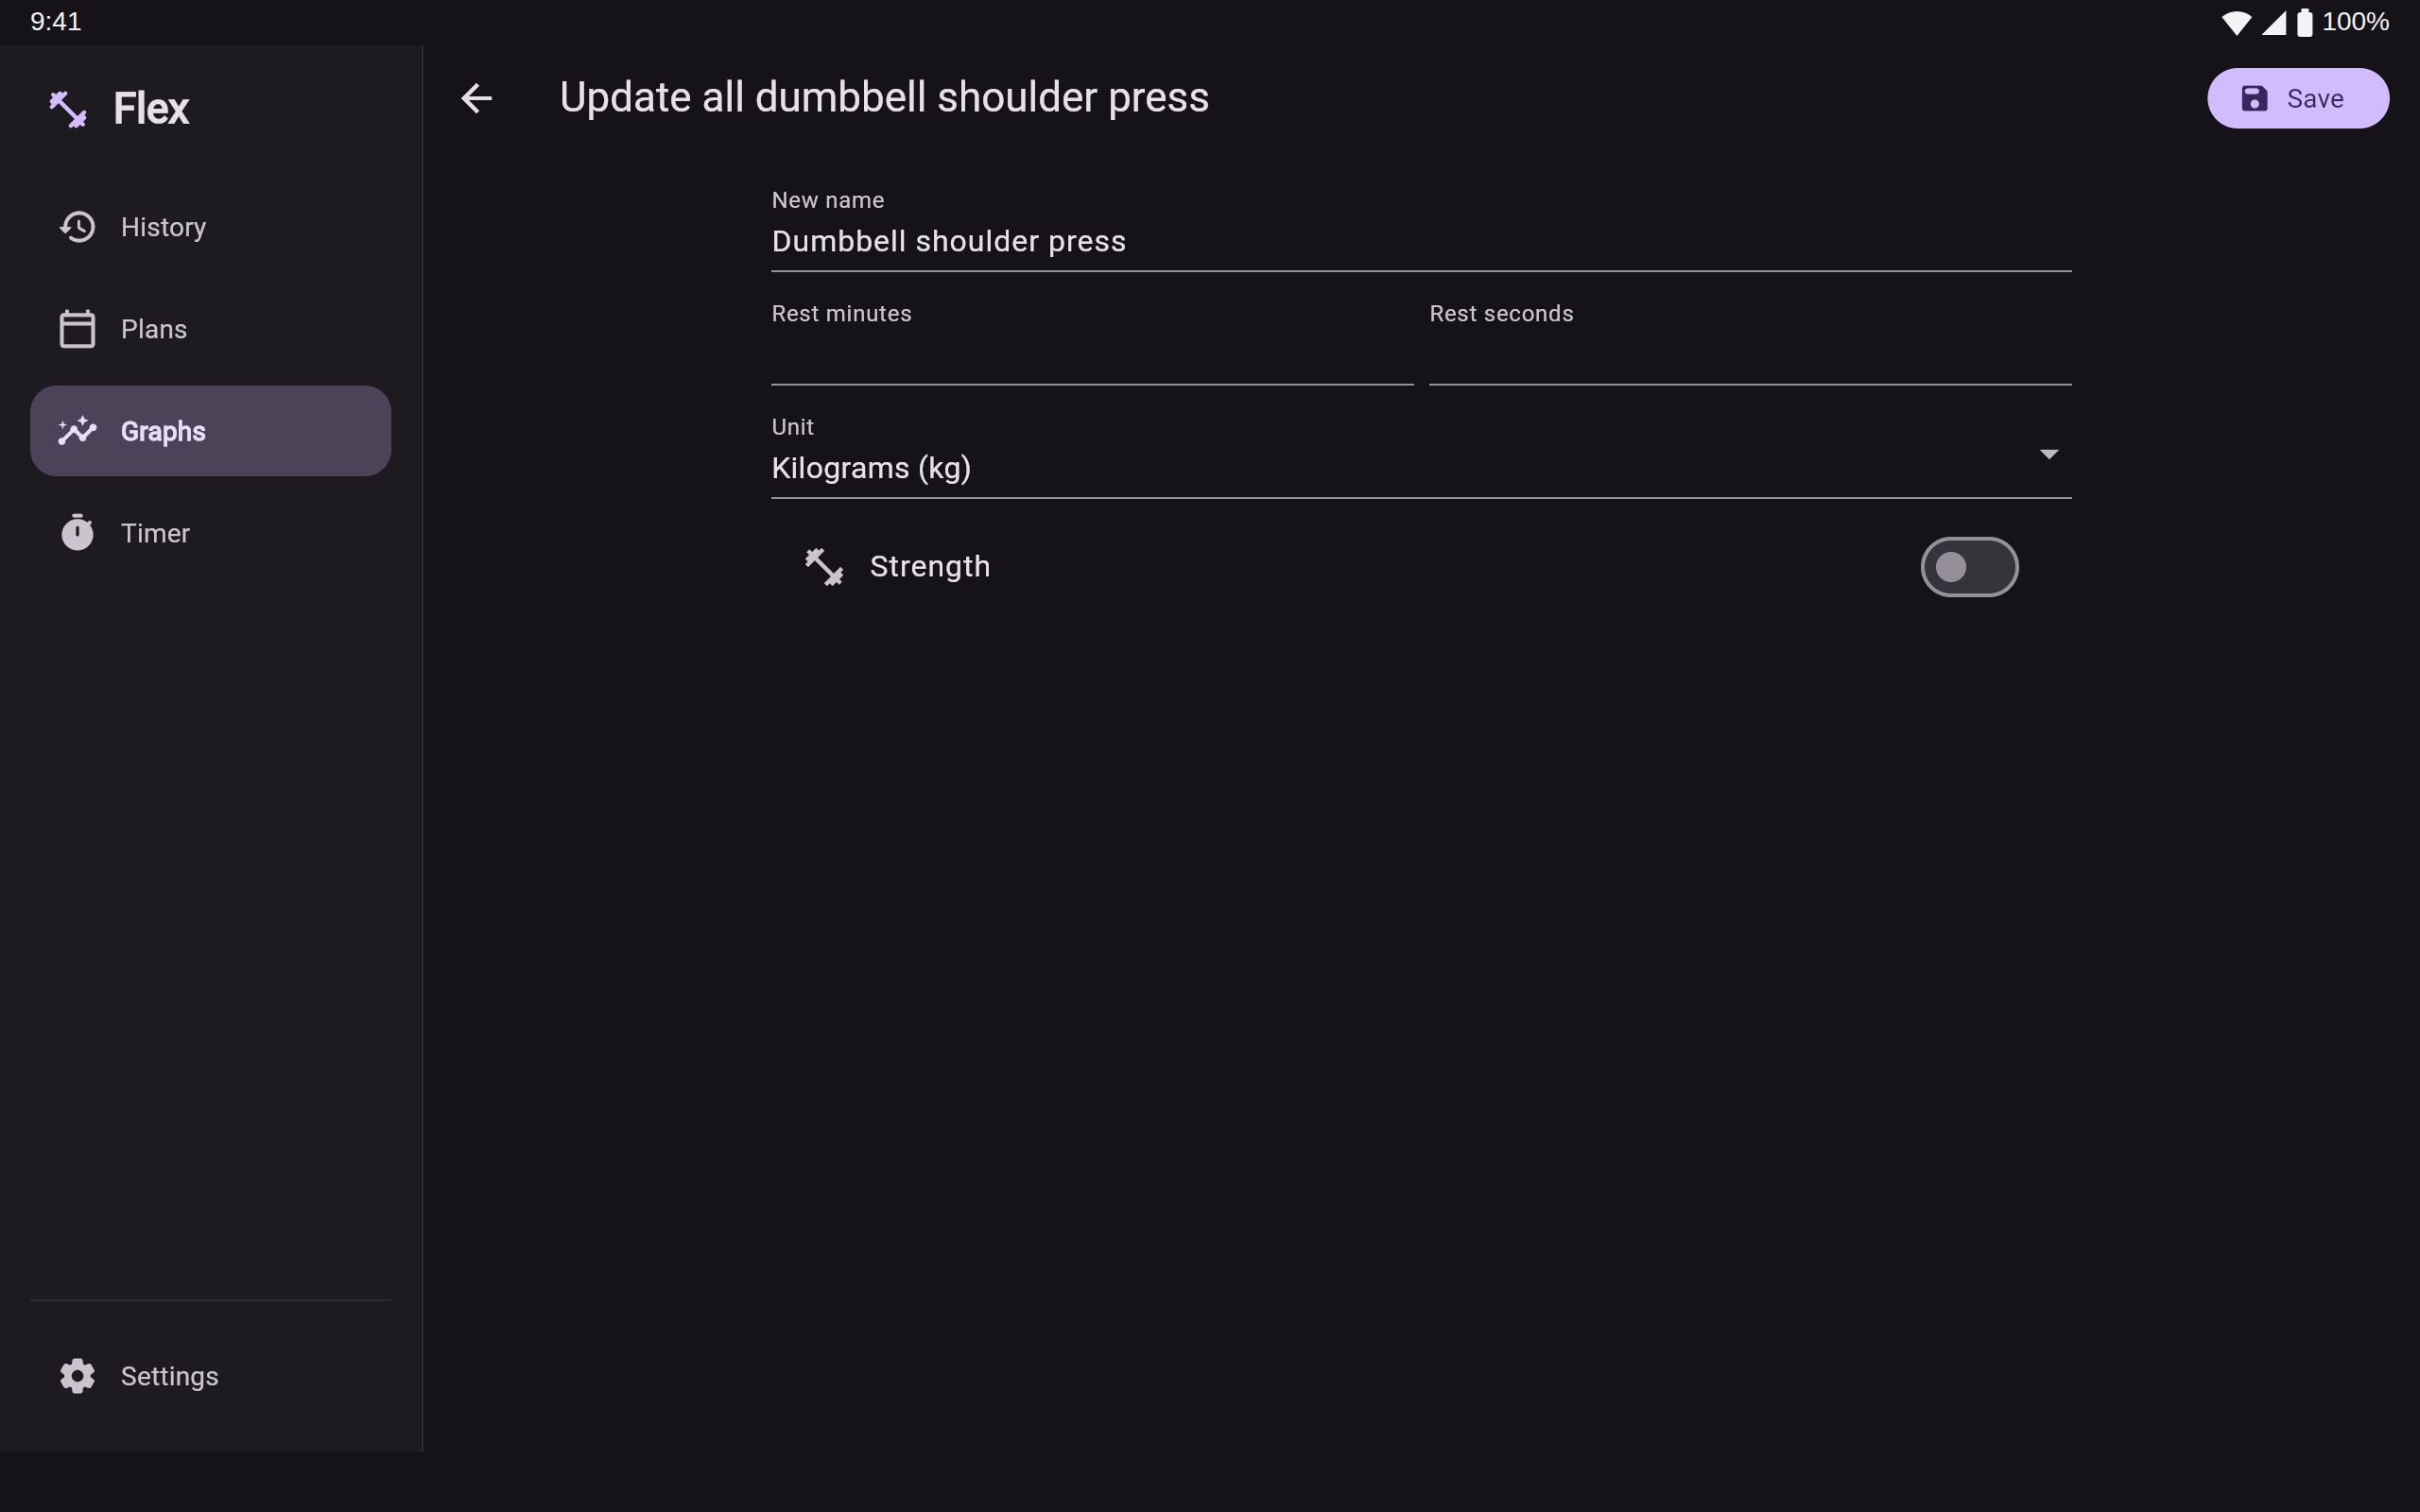 9:41
100%
Flex
History
Plans
Graphs
Timer
Settings
Update all dumbbell shoulder press
Save
New name
Dumbbell shoulder press
Rest minutes
Rest seconds
Unit
Kilograms (kg)
Strength